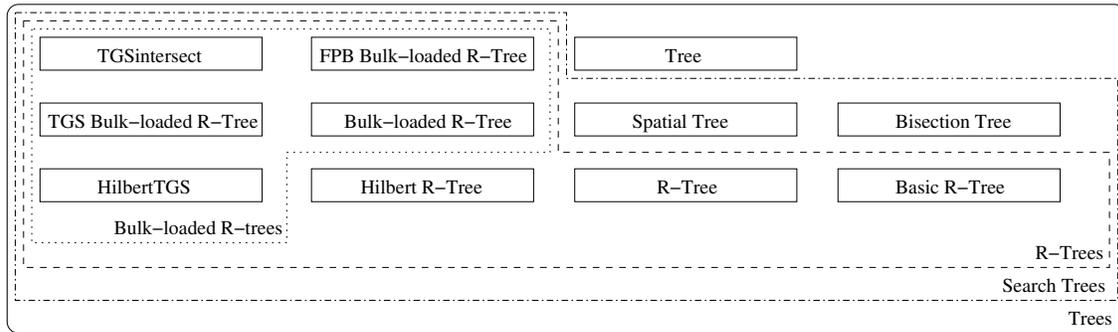 TGSintersect
FPB Bulk−loaded R−Tree
Tree
TGS Bulk−loaded R−Tree
Bulk−loaded R−Tree
Spatial Tree
Bisection Tree
HilbertTGS
Hilbert R−Tree
R−Tree
Basic R−Tree
Bulk−loaded R-trees
R−Trees
Search Trees
Trees